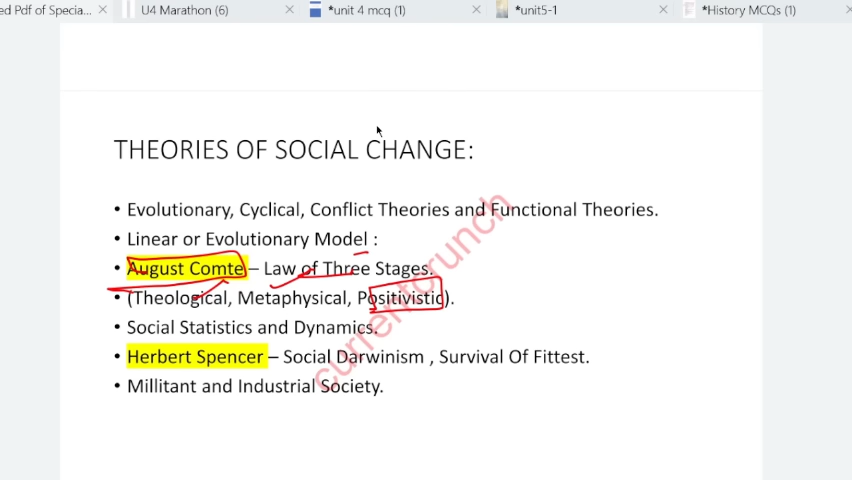 ed Pdf of Specia... U4 Marathon (6) *unit 4 mcq (1) *unit5-1 *History MCQs (1)
THEORIES OF SOCIAL CHANGE:
• Evolutionary, Cyclical, Conflict Theories and Functional Theories.
• Linear or Evolutionary Model :
• August Comte – Law of Three Stages.
• (Theological, Metaphysical, Positivistic).
• Social Statistics and Dynamics.
• Herbert Spencer – Social Darwinism , Survival Of Fittest.
• Millitant and Industrial Society.
currentorunch